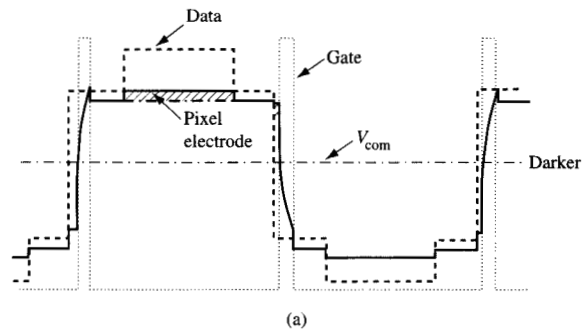 Data
Gate
Pixel
electrode
Vcom
Darker
(a)